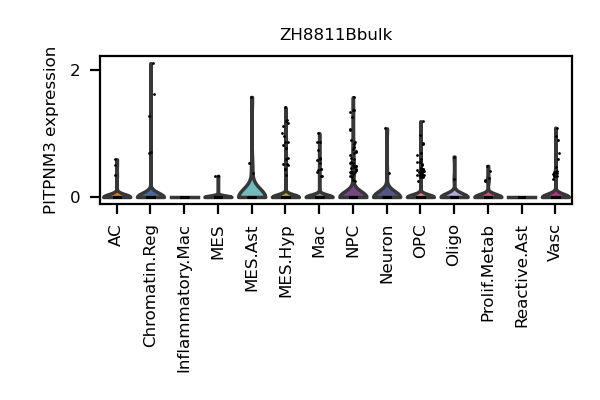 ZH8811Bbulk
PITPNM3 expression
2
0
AC
Chromatin.Reg
Inflammatory.Mac
MES
MES.Ast
MES.Hyp
Mac
NPC
Neuron
OPC
Oligo
Prolif.Metab
Reactive.Ast
Vasc